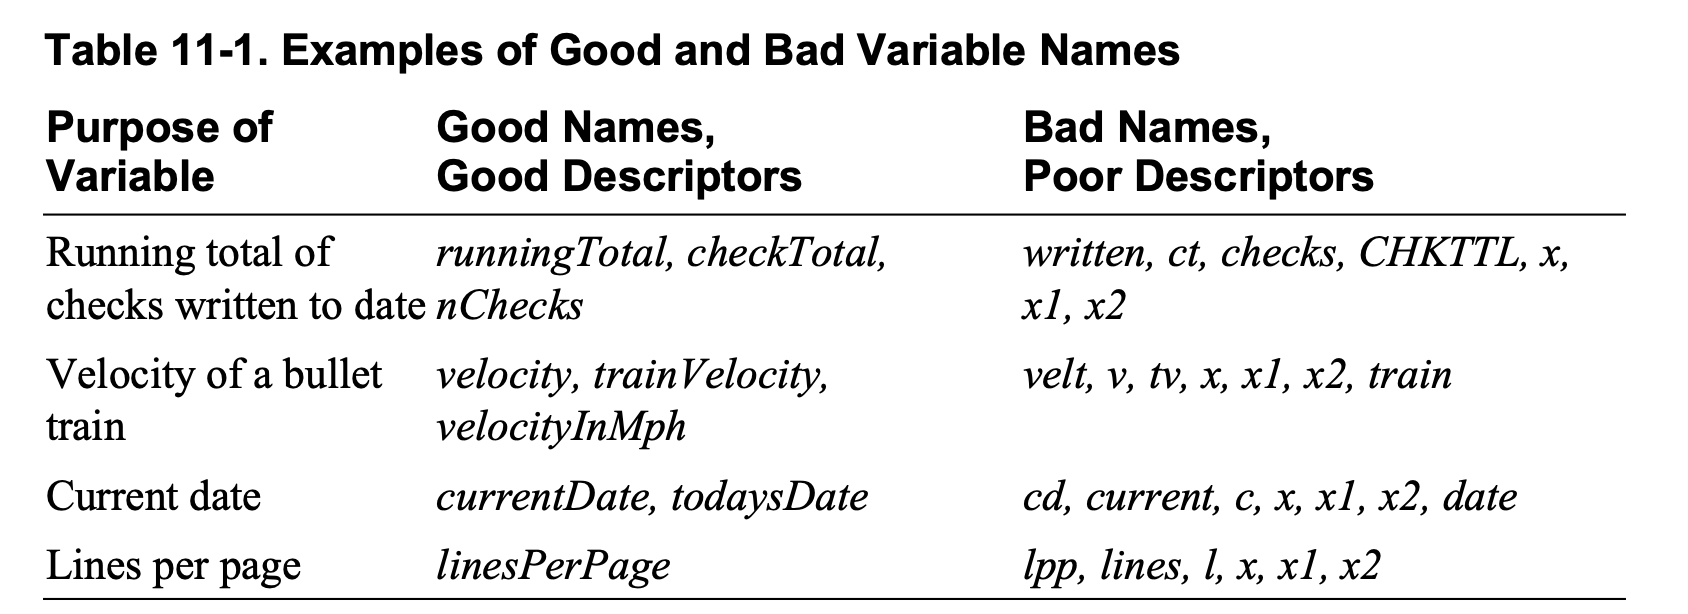 Table 11-1. Examples of Good and Bad Variable Names
Purpose of Variable	Good Names, Good Descriptors	Bad Names, Poor Descriptors
Running total of checks written to date	runningTotal, checkTotal, nChecks	written, ct, checks, CHKTTL, x, x1, x2
Velocity of a bullet train	velocity, trainVelocity, velocityInMph	velt, v, tv, x, x1, x2, train
Current date	currentDate, todaysDate	cd, current, c, x, x1, x2, date
Lines per page	linesPerPage	lpp, lines, l, x, x1, x2